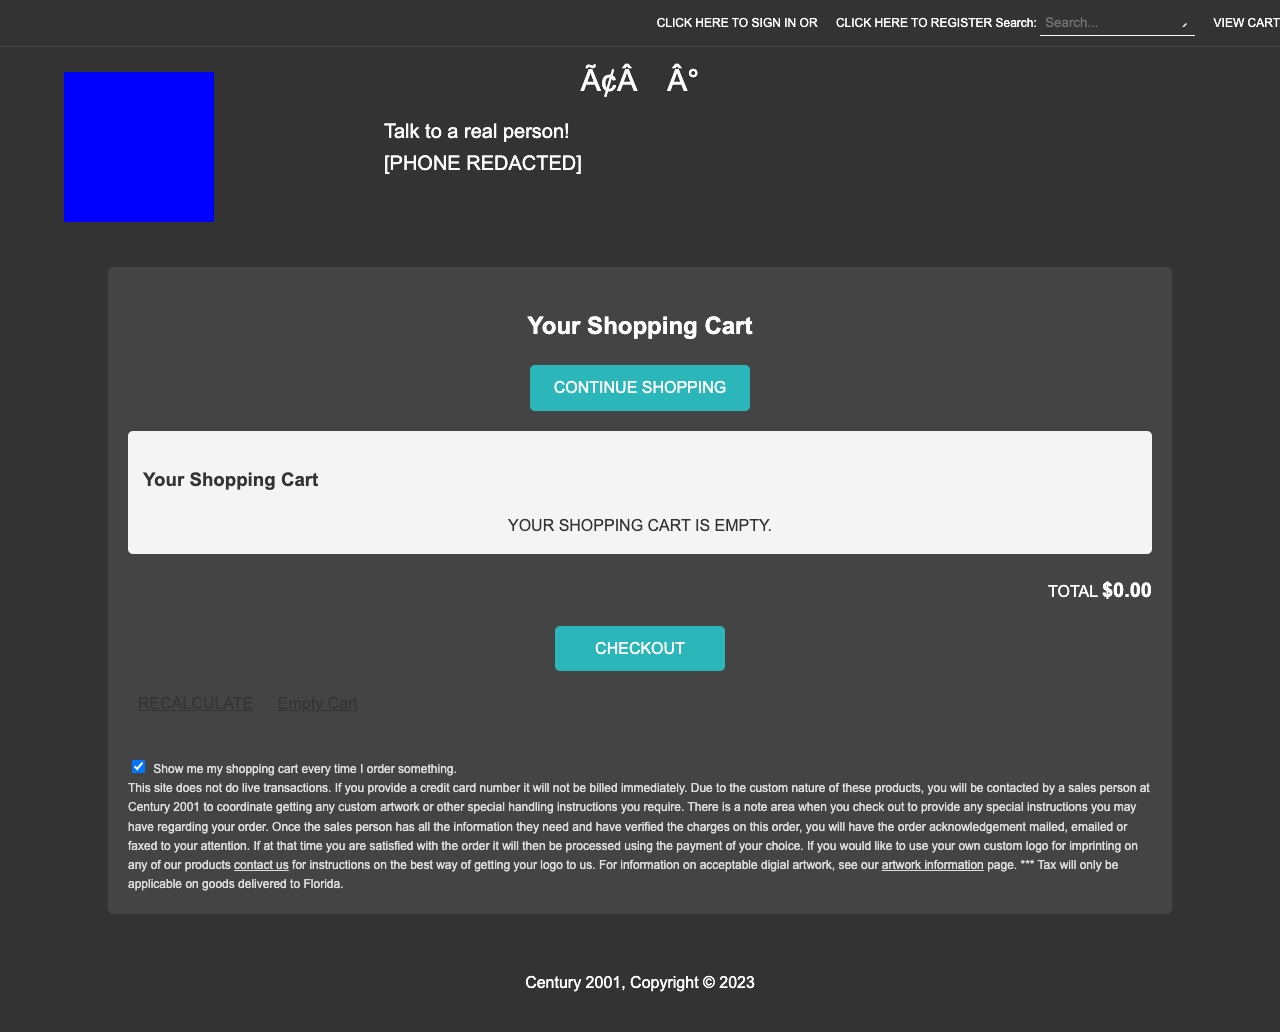 CLICK HERE TO SIGN IN OR CLICK HERE TO REGISTER Search: Search... VIEW CART
Ã¢Â Â°
Talk to a real person!
[PHONE REDACTED]
Your Shopping Cart
CONTINUE SHOPPING
Your Shopping Cart
YOUR SHOPPING CART IS EMPTY.
TOTAL $0.00
CHECKOUT
RECALCULATE Empty Cart
Show me my shopping cart every time I order something.
This site does not do live transactions. If you provide a credit card number it will not be billed immediately. Due to the custom nature of these products, you will be contacted by a sales person at
Century 2001 to coordinate getting any custom artwork or other special handling instructions you require. There is a note area when you check out to provide any special instructions you may
have regarding your order. Once the sales person has all the information they need and have verified the charges on this order, you will have the order acknowledgement mailed, emailed or
faxed to your attention. If at that time you are satisfied with the order it will then be processed using the payment of your choice. If you would like to use your own custom logo for imprinting on
any of our products contact us for instructions on the best way of getting your logo to us. For information on acceptable digial artwork, see our artwork information page. *** Tax will only be
applicable on goods delivered to Florida.
Century 2001, Copyright © 2023